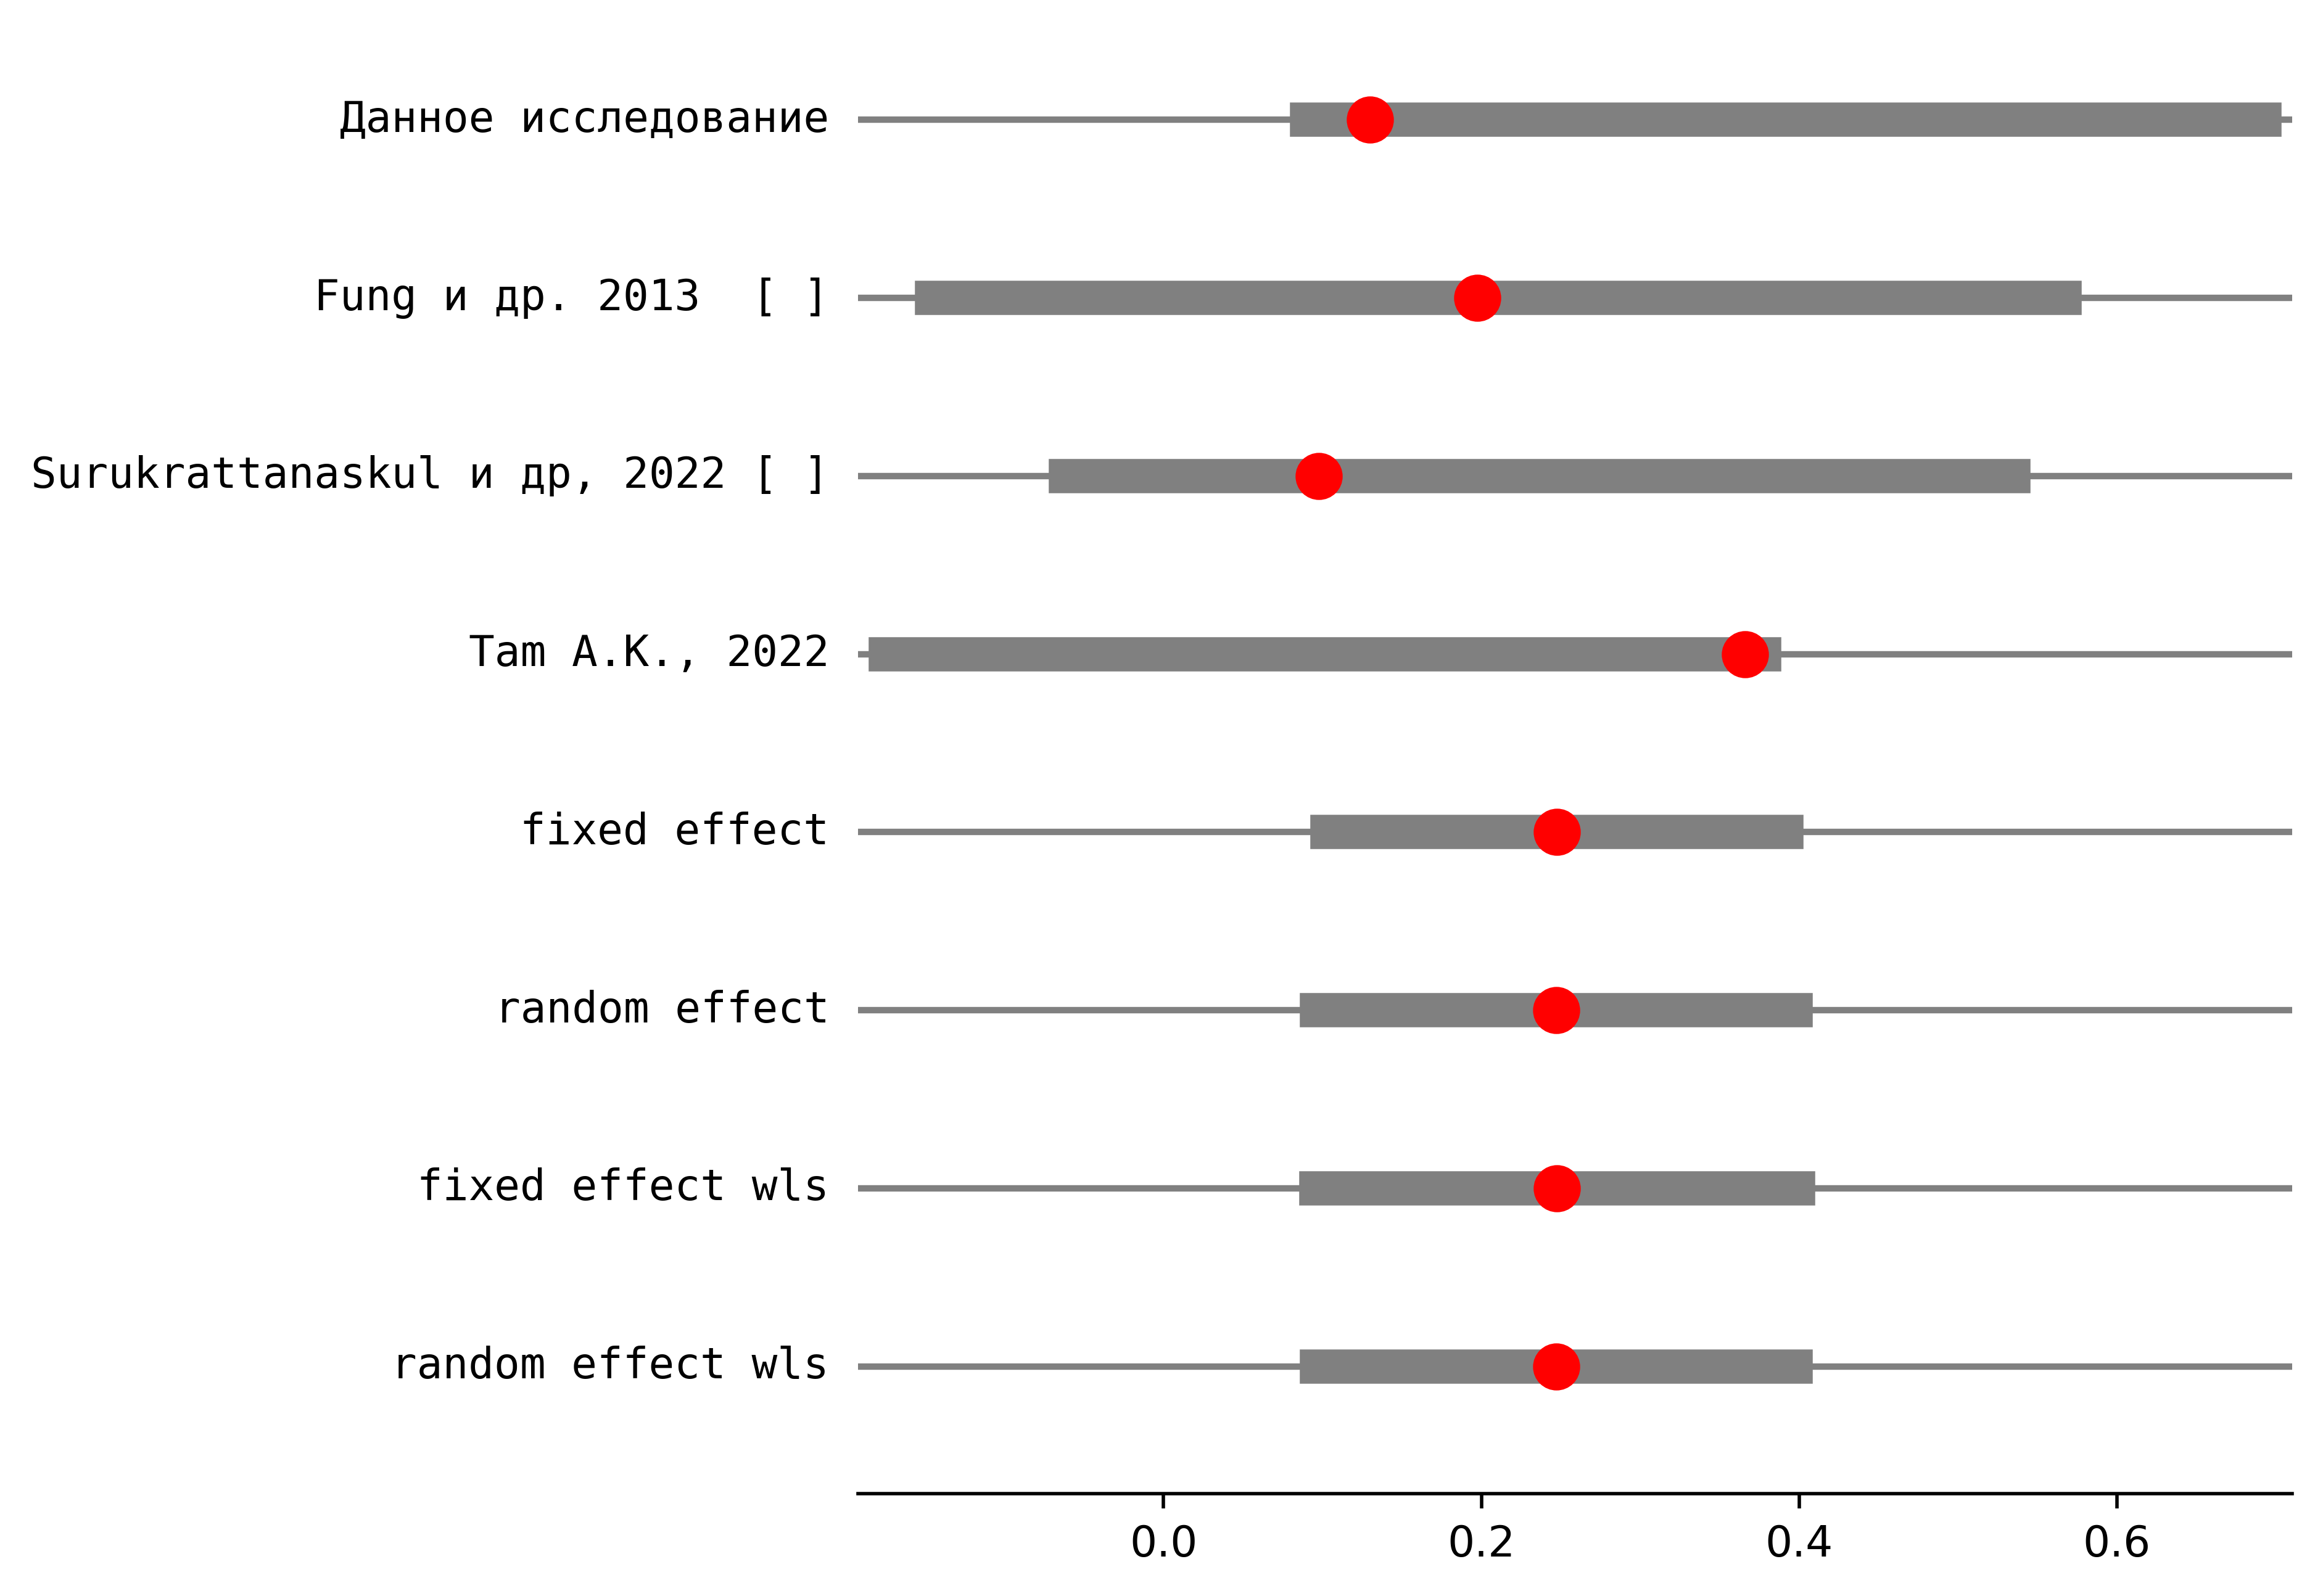 Данное исследование
Fung и др. 2013  [ ]
Surukrattanaskul и др, 2022 [ ]
Tam A.K., 2022
fixed effect
random effect
fixed effect wls
random effect wls
0.0 0.2 0.4 0.6